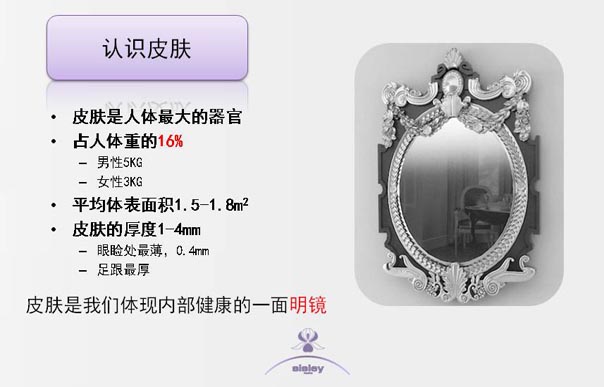 认识皮肤
• 皮肤是人体最大的器官
• 占人体重的16%
– 男性5KG
– 女性3KG
• 平均体表面积1.5-1.8m²
• 皮肤的厚度1-4mm
– 眼睑处最薄，0.4mm
– 足跟最厚
皮肤是我们体现内部健康的一面明镜
sisley